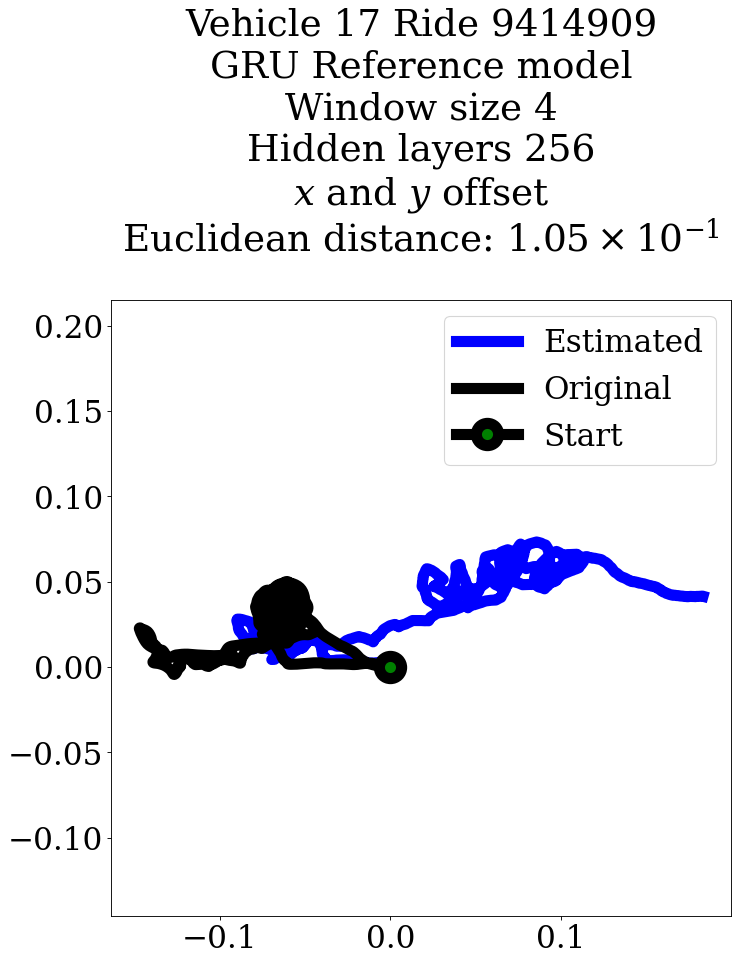 Vehicle 17 Ride 9414909
GRU Reference model
Window size 4
Hidden layers 256
x and y offset
Euclidean distance: 1.05 × 10⁻¹
Estimated
Original
Start
0.20
0.15
0.10
0.05
0.00
−0.05
−0.10
−0.1 0.0 0.1